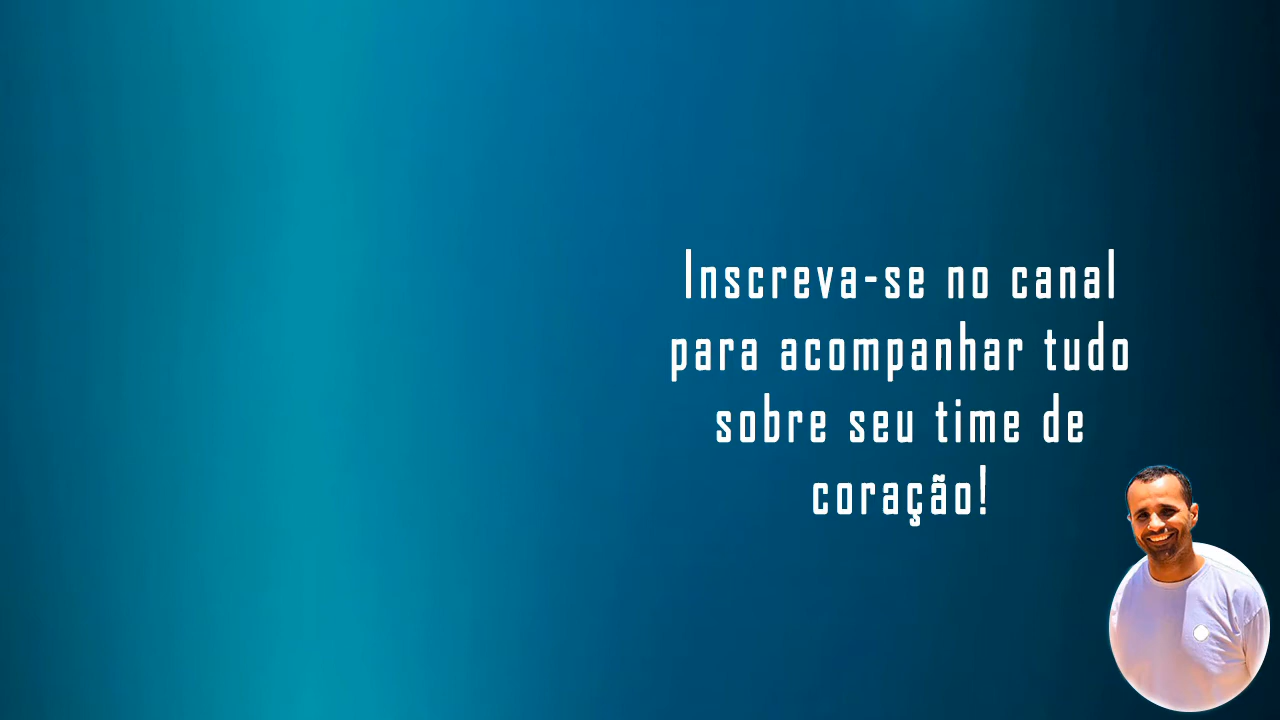 Inscreva-se no canal
para acompanhar tudo
sobre seu time de
coração!